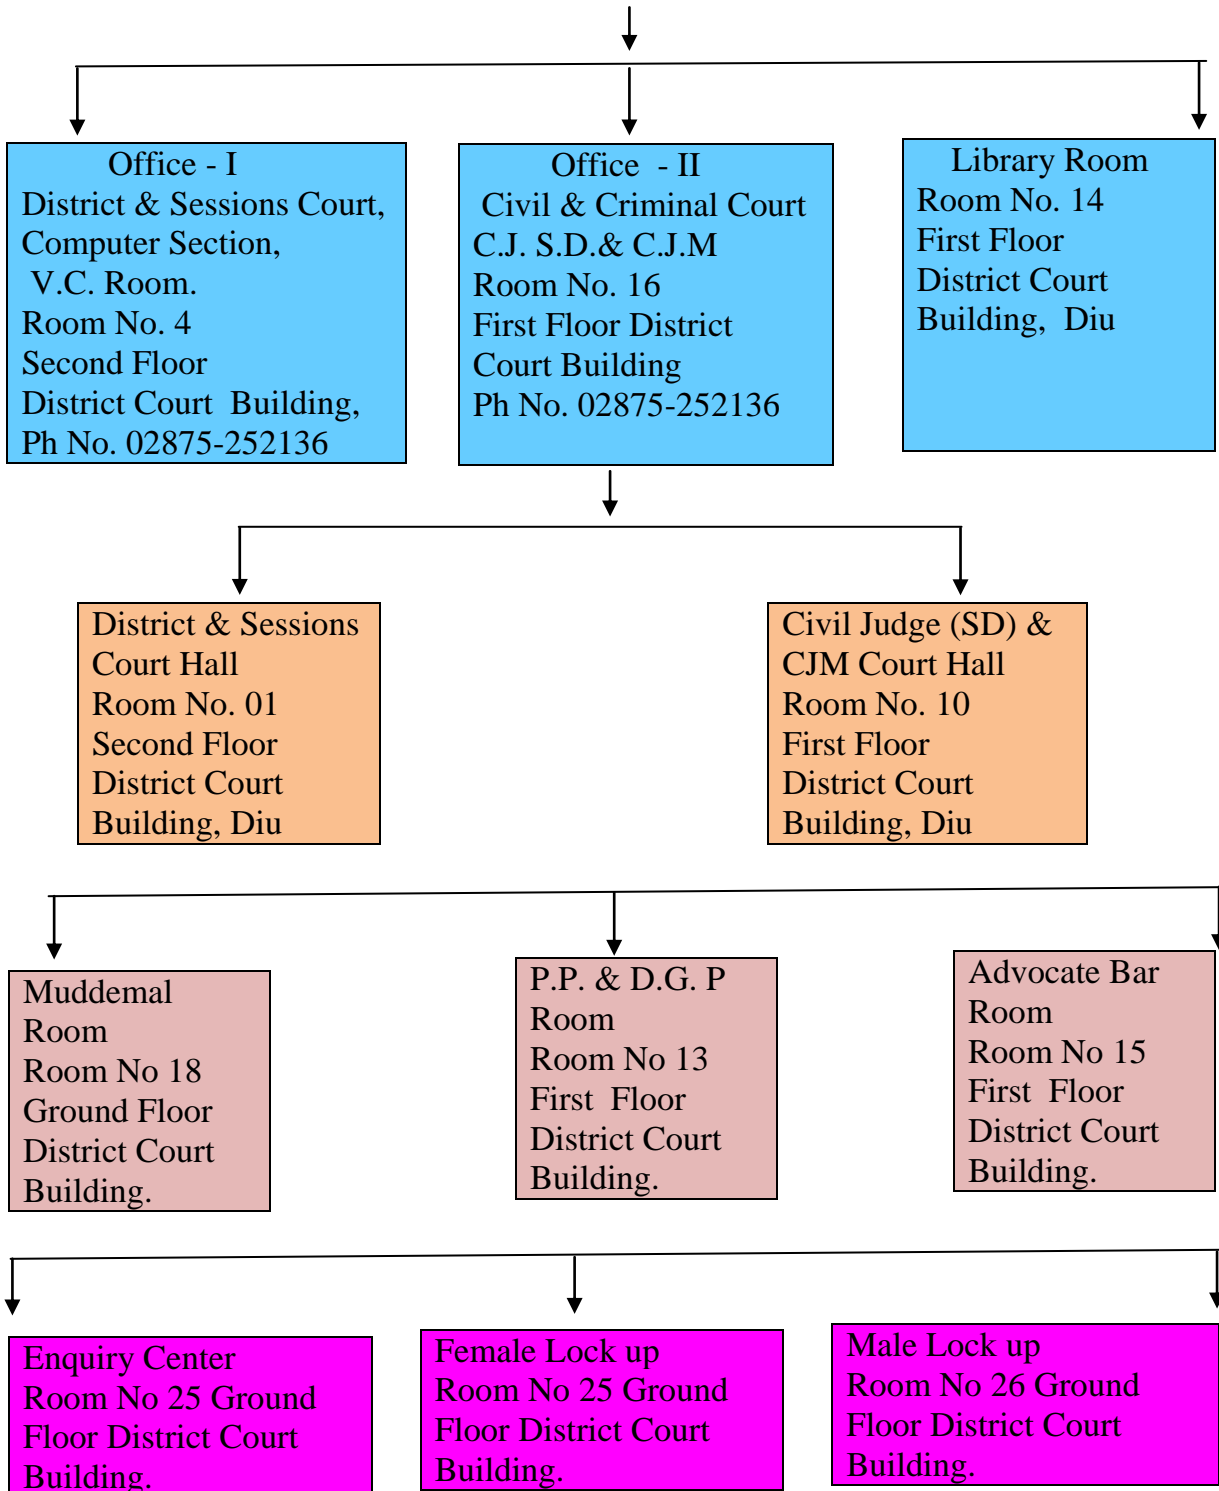 Office - I
District & Sessions Court,
Computer Section,
V.C. Room.
Room No. 4
Second Floor
District Court Building,
Ph No. 02875-252136
Office - II
Civil & Criminal Court
C.J. S.D.& C.J.M
Room No. 16
First Floor District
Court Building
Ph No. 02875-252136
Library Room
Room No. 14
First Floor
District Court
Building, Diu
District & Sessions
Court Hall
Room No. 01
Second Floor
District Court
Building, Diu
Civil Judge (SD) &
CJM Court Hall
Room No. 10
First Floor
District Court
Building, Diu
Muddemal
Room
Room No 18
Ground Floor
District Court
Building.
P.P. & D.G. P
Room
Room No 13
First Floor
District Court
Building.
Advocate Bar
Room
Room No 15
First Floor
District Court
Building.
Enquiry Center
Room No 25 Ground
Floor District Court
Building.
Female Lock up
Room No 25 Ground
Floor District Court
Building.
Male Lock up
Room No 26 Ground
Floor District Court
Building.